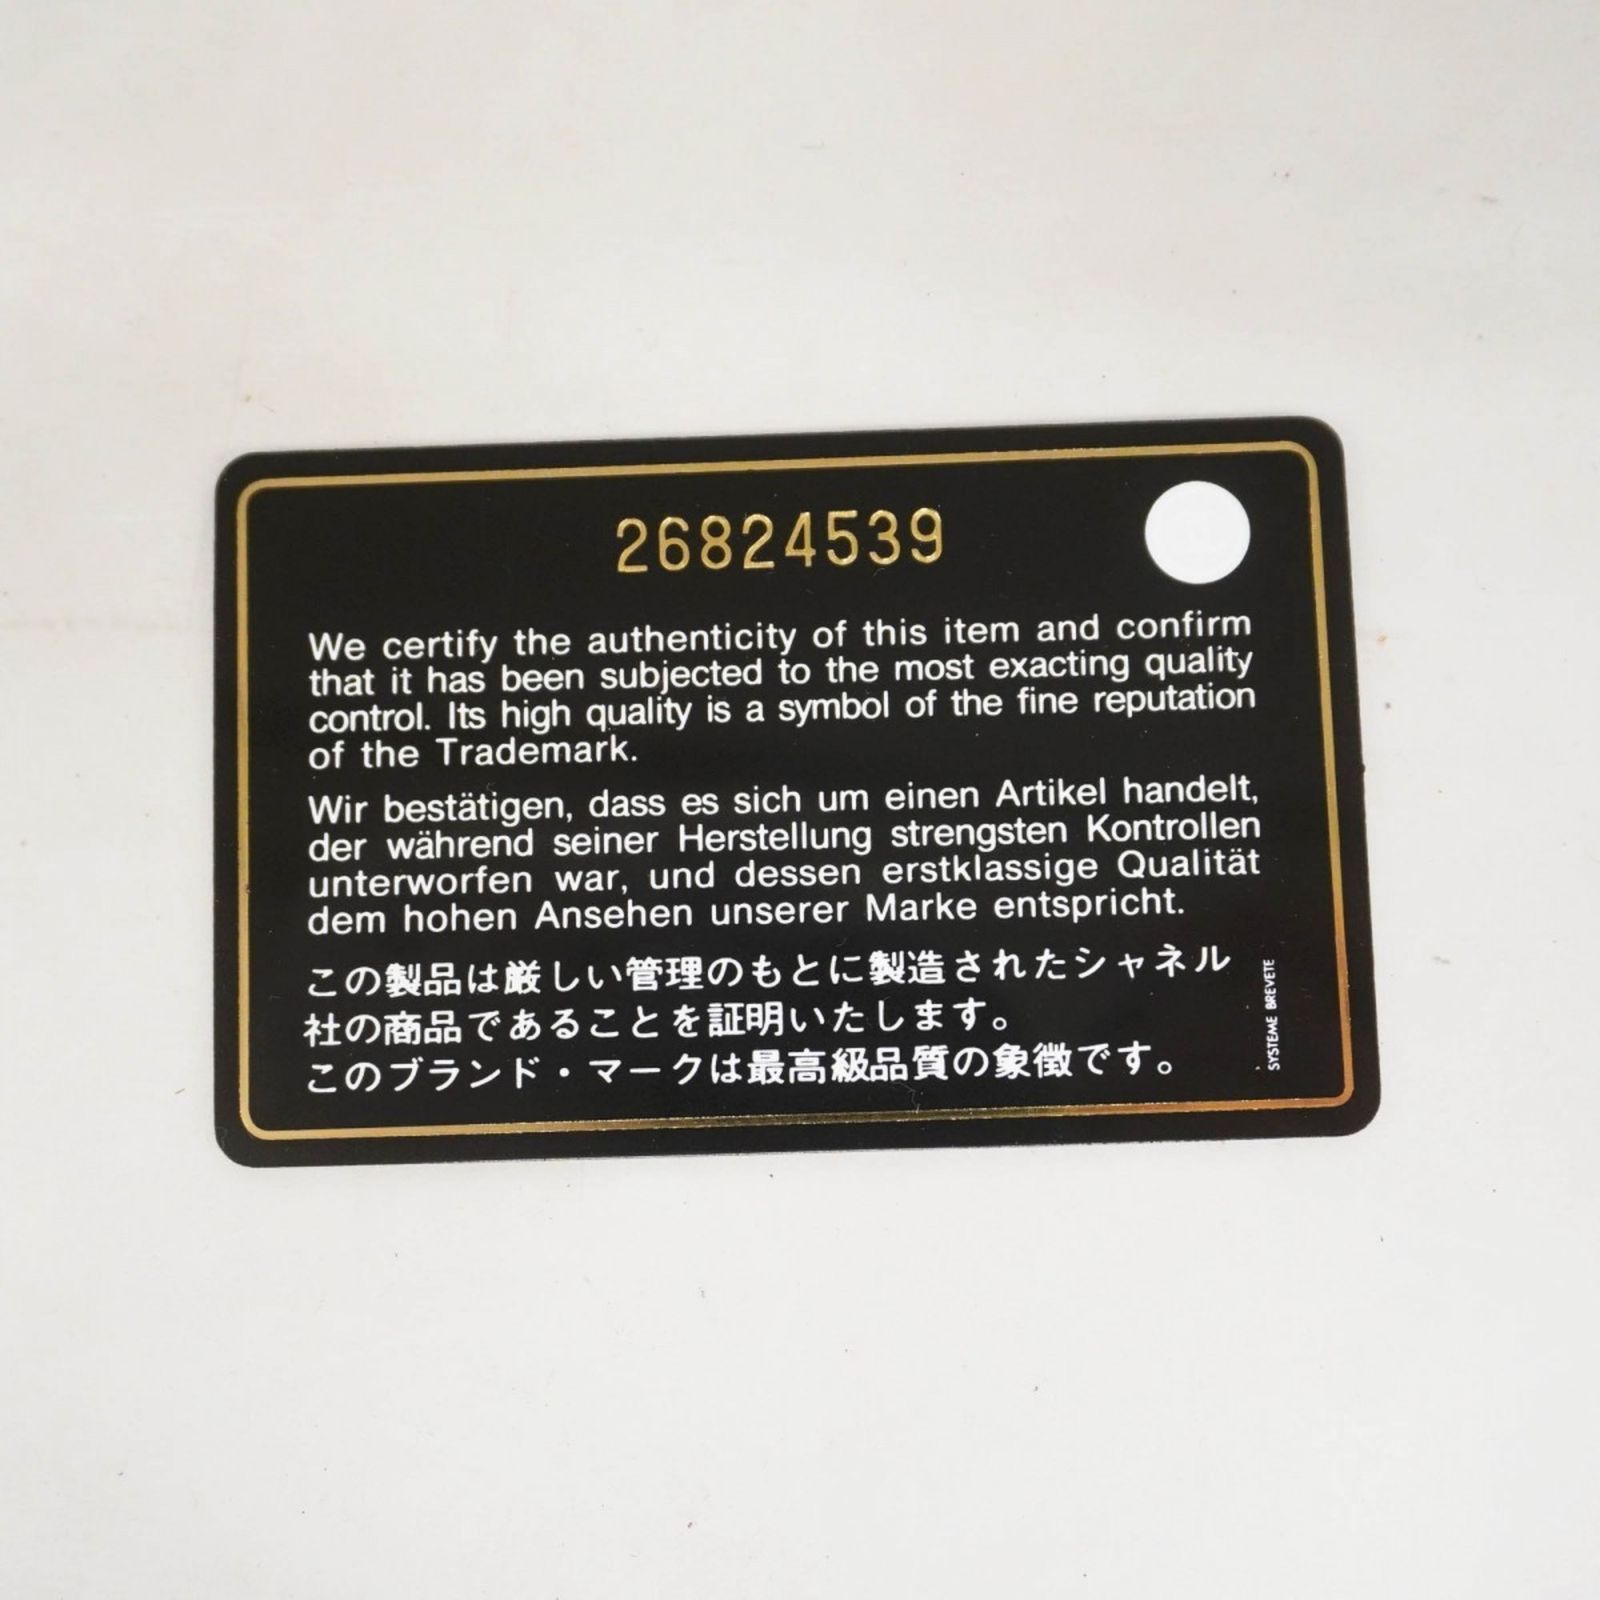 26824539
We certify the authenticity of this item and confirm
that it has been subjected to the most exacting quality
control. Its high quality is a symbol of the fine reputation
of the Trademark.
Wir bestätigen, dass es sich um einen Artikel handelt,
der während seiner Herstellung strengsten Kontrollen
unterworfen war, und dessen erstklassige Qualität
dem hohen Ansehen unserer Marke entspricht.
この製品は厳しい管理のもとに製造されたシャネル
社の商品であることを証明いたします。
このブランド・マークは最高級品質の象徴です。
SYSTEME BREVETE